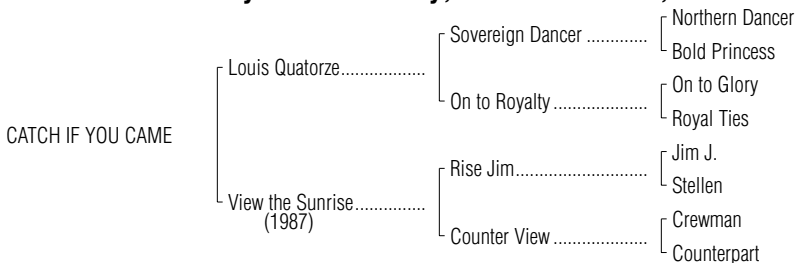 Northern Dancer
Sovereign Dancer .............
Bold Princess
Louis Quatorze..................
On to Glory
On to Royalty ....................
Royal Ties
CATCH IF YOU CAME
Jim J.
Rise Jim............................
Stellen
View the Sunrise...............
(1987)
Crewman
Counter View ....................
Counterpart